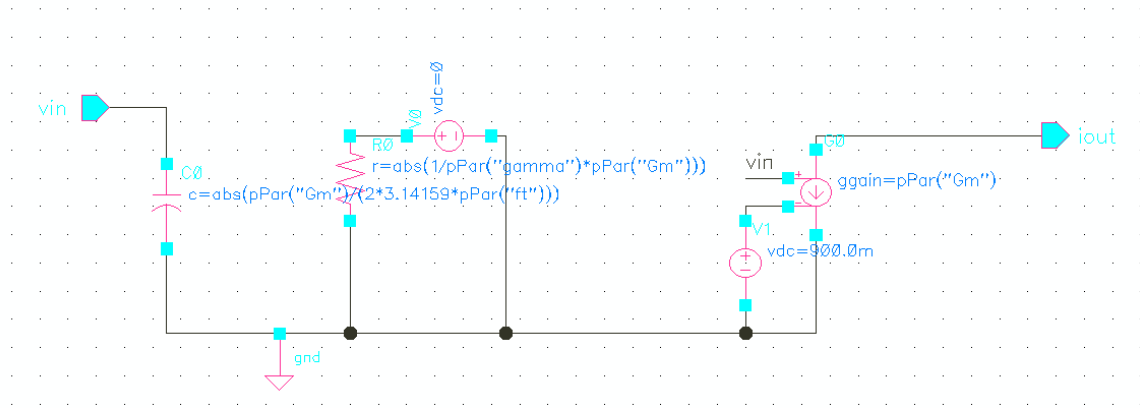 vin
C0
c=abs(pPar("Gm")/(2*3.14159*pPar("ft")))
R0
r=abs(1/pPar("gamma")*pPar("Gm")))
V0
vdc=0
gnd
vin
G0
ggain=pPar("Gm")
V1
vdc=900.0m
iout